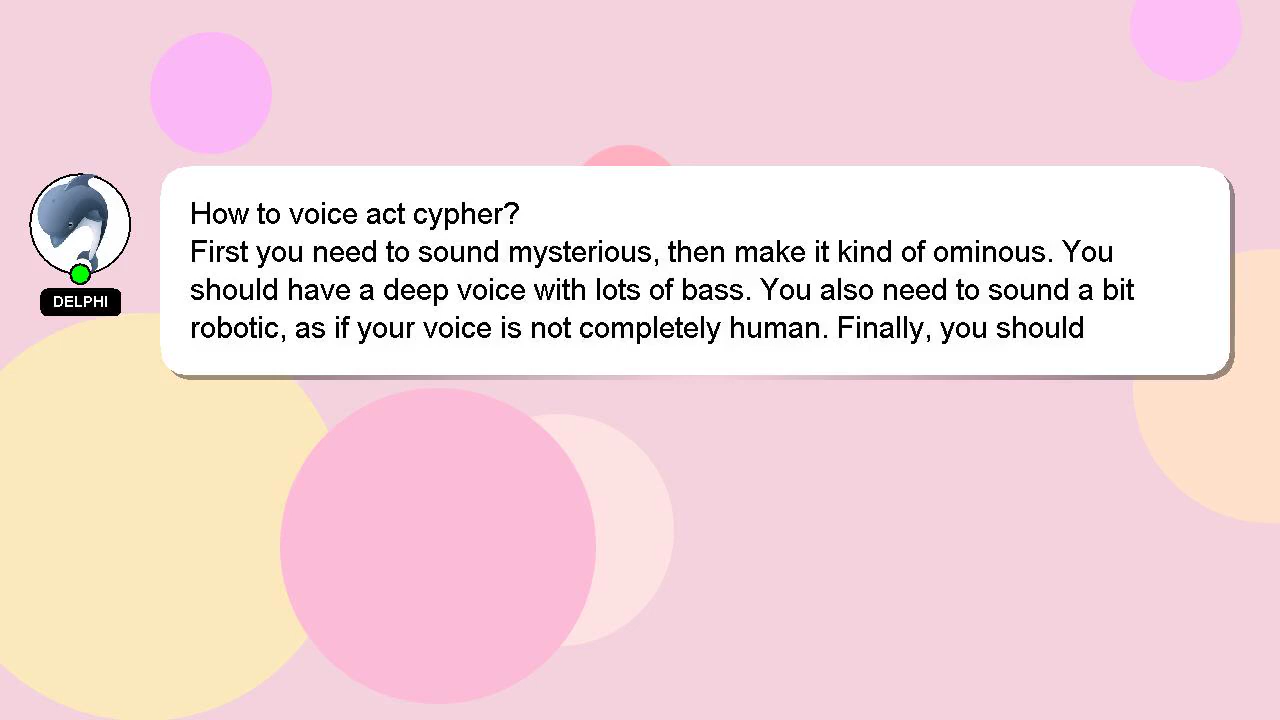 How to voice act cypher?
First you need to sound mysterious, then make it kind of ominous. You
should have a deep voice with lots of bass. You also need to sound a bit
robotic, as if your voice is not completely human. Finally, you should
DELPHI